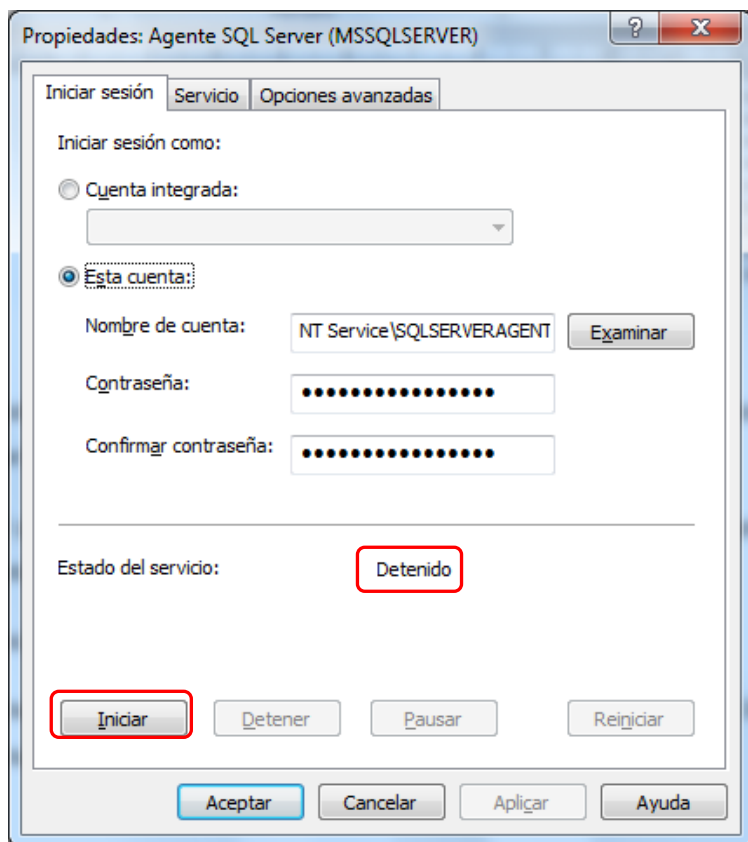 Propiedades: Agente SQL Server (MSSQLSERVER)
Iniciar sesión Servicio Opciones avanzadas
Iniciar sesión como:
Cuenta integrada:
Esta cuenta:
Nombre de cuenta: NT Service\SQLSERVERAGENT Examinar
Contraseña: ●●●●●●●●●●●●●●●●
Confirmar contraseña: ●●●●●●●●●●●●●●●●
Estado del servicio: Detenido
Iniciar Detener Pausar Reiniciar
Aceptar Cancelar Aplicar Ayuda